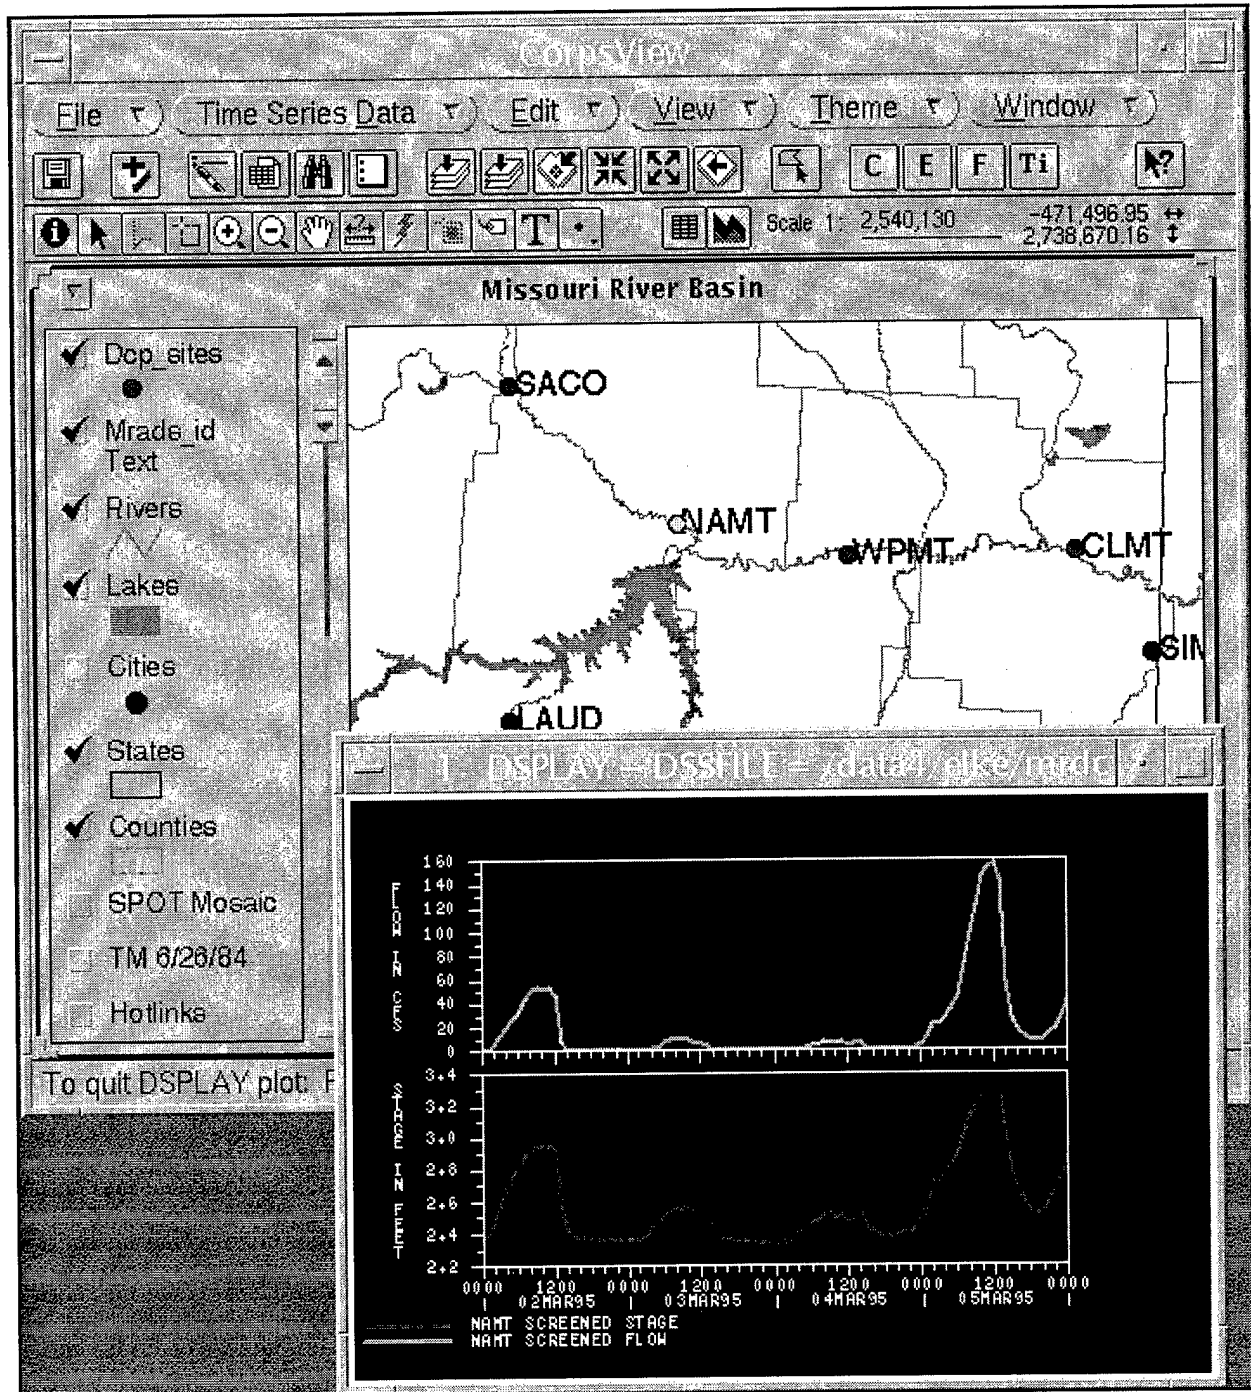 CorpsView
File Time Series Data Edit View Theme Window
C E F Ti ?
i T Scale 1: 2,540,130 -471,496.95
2,738,670.16
Missouri River Basin
Dcp_sites
Mrads_id
Text
Rivers
Lakes
Cities
States
Counties
SPOT Mosaic
TM 6/26/84
Hotlinks
SACO
NAMT
WPMT
CLMT
SIM
LAUD
DSPLAY — DSSFILE =
160
140
120
100
80
60
40
20
0
FLOW IN CFS
3.4
3.2
3.0
2.8
2.6
2.4
2.2
STAGE IN FEET
0000 1200 0000 1200 0000 1200 0000 1200 0000
02MAR95 03MAR95 04MAR95 05MAR95
NAMT SCREENED STAGE
NAMT SCREENED FLOW
To quit DSPLAY plot: